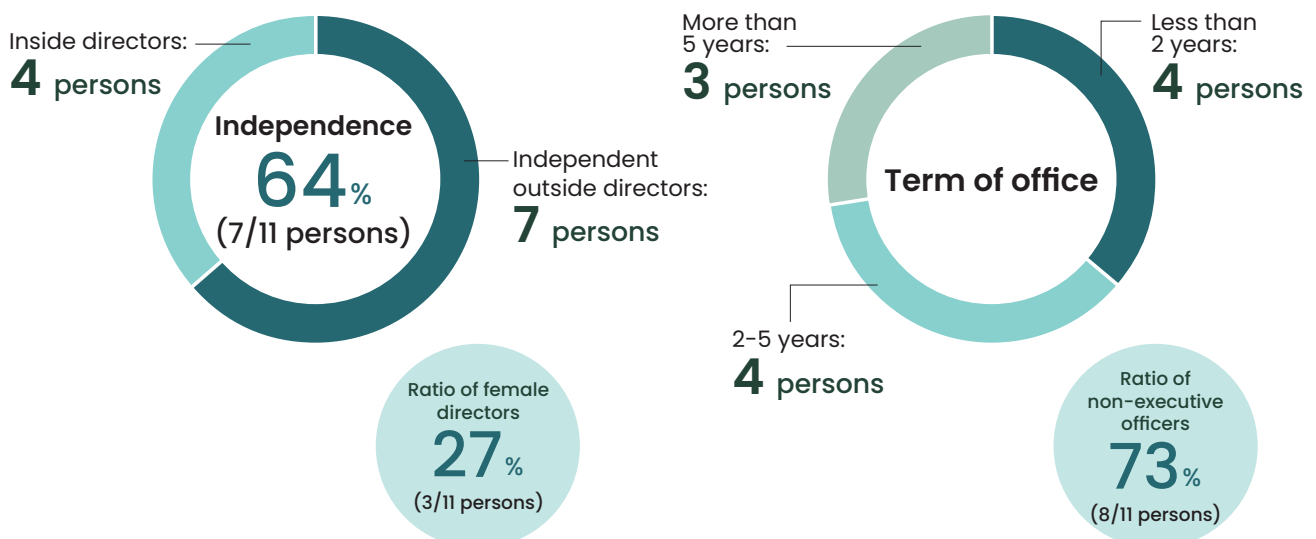 Inside directors:
4 persons
Independence
64%
(7/11 persons)
Independent
outside directors:
7 persons
Ratio of female
directors
27%
(3/11 persons)
More than
5 years:
3 persons
Less than
2 years:
4 persons
Term of office
2-5 years:
4 persons
Ratio of
non-executive
officers
73%
(8/11 persons)